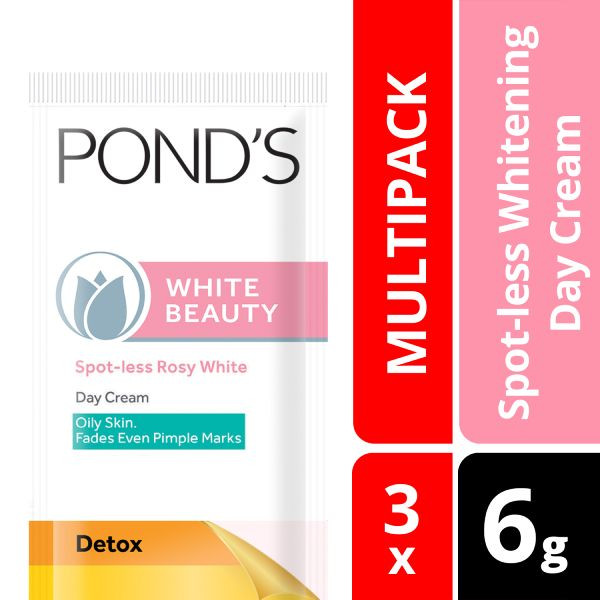 POND'S
WHITE
BEAUTY
Spot-less Rosy White
Day Cream
Oily Skin.
Fades Even Pimple Marks
Detox
MULTIPACK
Spot-less Whitening
Day Cream
3
x
6g